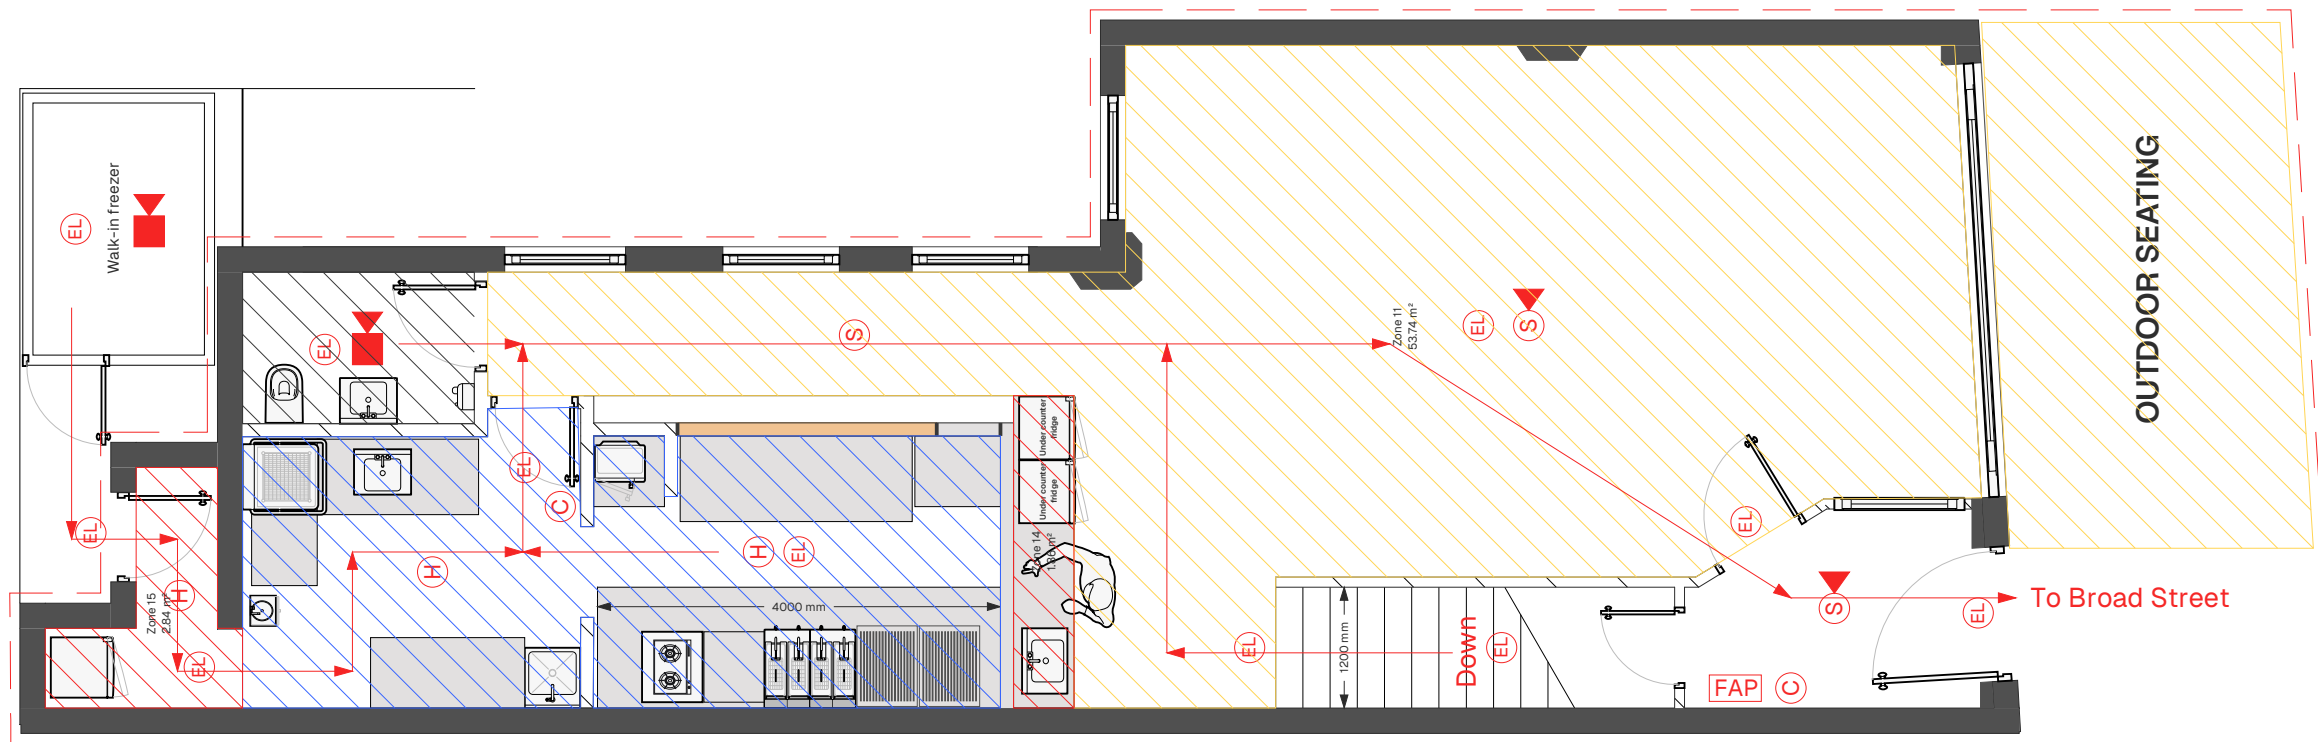 Walk-in freezer
EL
EL
S
Zone 11
53.74 m²
EL
S
OUTDOOR SEATING
Under counter
fridge
Under counter
fridge
EL
C
EL
EL
H
Zone 15
2.84 m²
EL
H
H
EL
Zone 14
4000 mm
1200 mm
EL
Down
EL
FAP
C
S
EL
To Broad Street